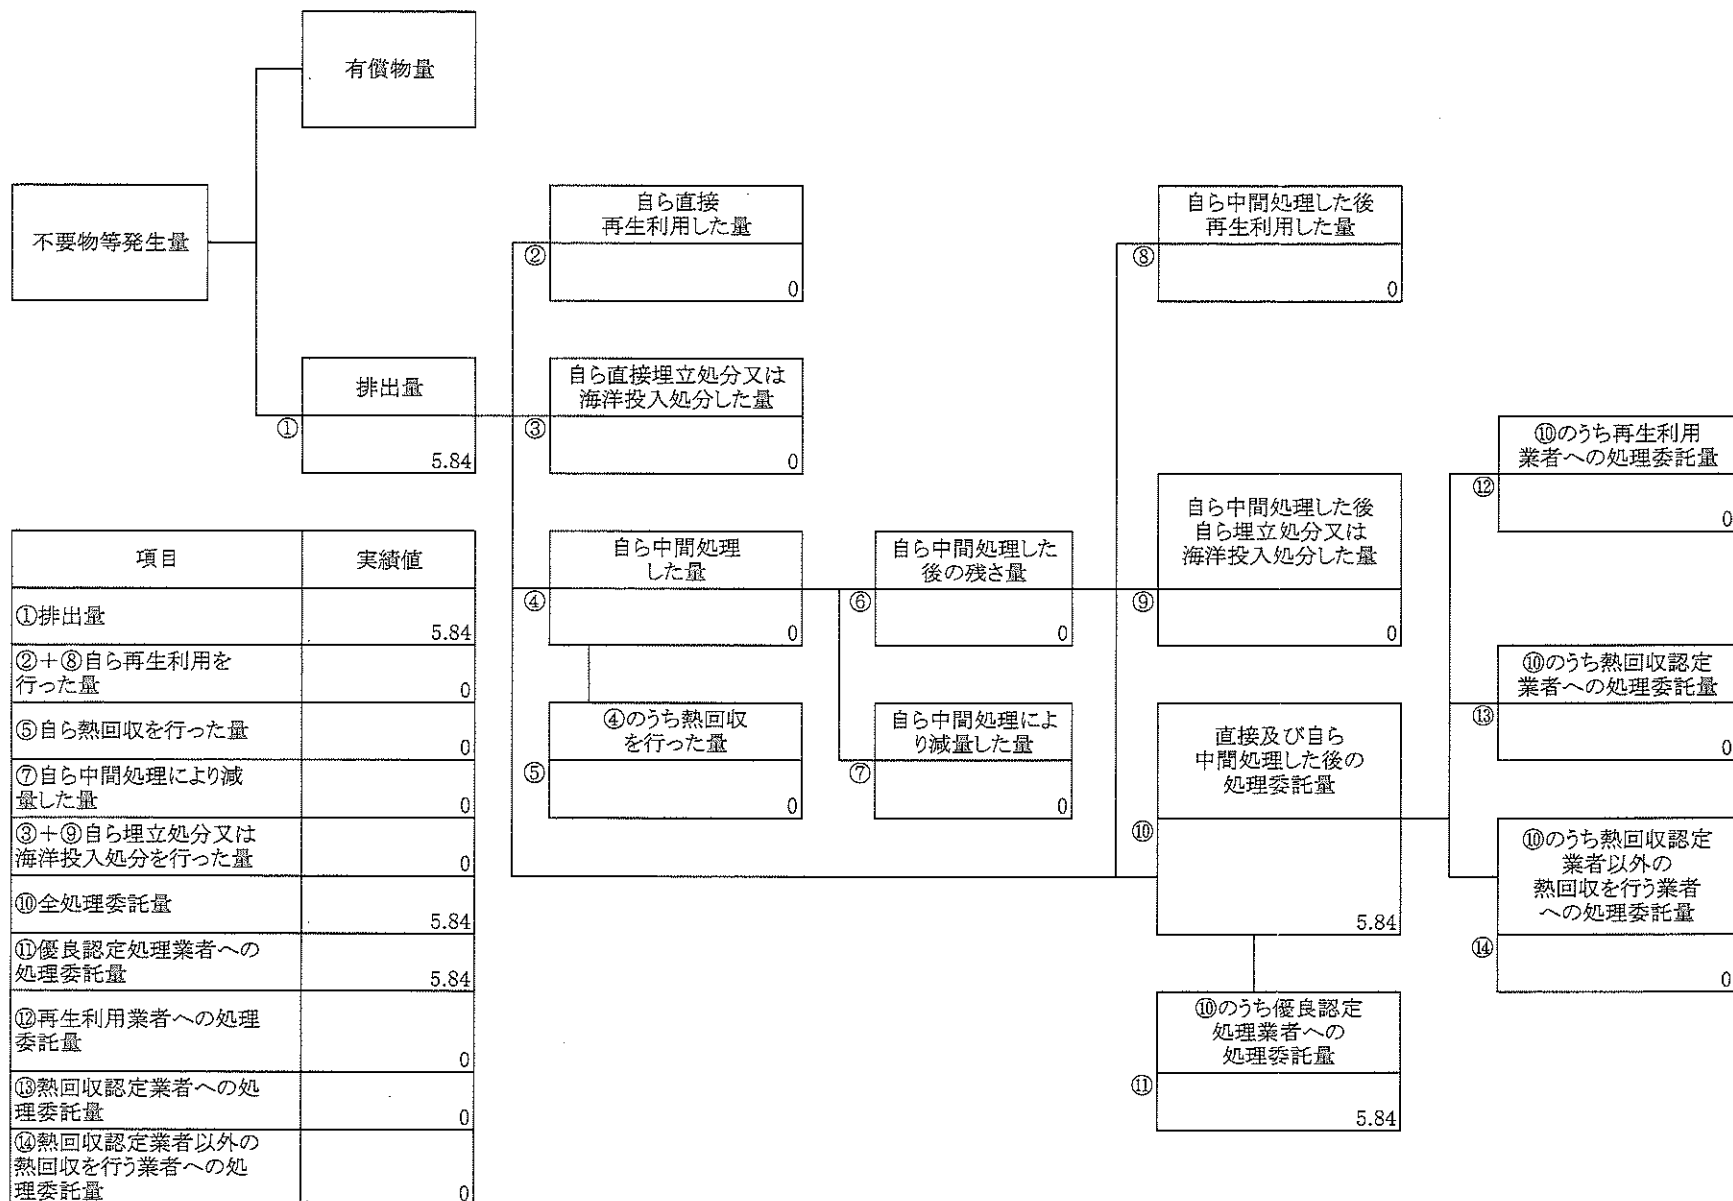 有償物量
不要物等発生量
排出量
①
5.84
自ら直接
再生利用した量
②
0
自ら直接埋立処分又は
海洋投入処分した量
③
0
自ら中間処理
した量
④
0
④のうち熱回収
を行った量
⑤
0
自ら中間処理した
後の残さ量
⑥
0
自ら中間処理によ
り減量した量
⑦
0
自ら中間処理した後
再生利用した量
⑧
0
自ら中間処理した後
自ら埋立処分又は
海洋投入処分した量
⑨
0
直接及び自ら
中間処理した後の
処理委託量
⑩
5.84
⑩のうち優良認定
処理業者への
処理委託量
⑪
5.84
⑩のうち再生利用
業者への処理委託量
⑫
0
⑩のうち熱回収認定
業者への処理委託量
⑬
0
⑩のうち熱回収認定
業者以外の
熱回収を行う業者
への処理委託量
⑭
0
項目 実績値
①排出量
5.84
②+⑧自ら再生利用を
行った量
0
⑤自ら熱回収を行った量
0
⑦自ら中間処理により減
量した量
0
③+⑨自ら埋立処分又は
海洋投入処分を行った量
0
⑩全処理委託量
5.84
⑪優良認定処理業者への
処理委託量
5.84
⑫再生利用業者への処理
委託量
0
⑬熱回収認定業者への処
理委託量
0
⑭熱回収認定業者以外の
熱回収を行う業者への処
理委託量
0